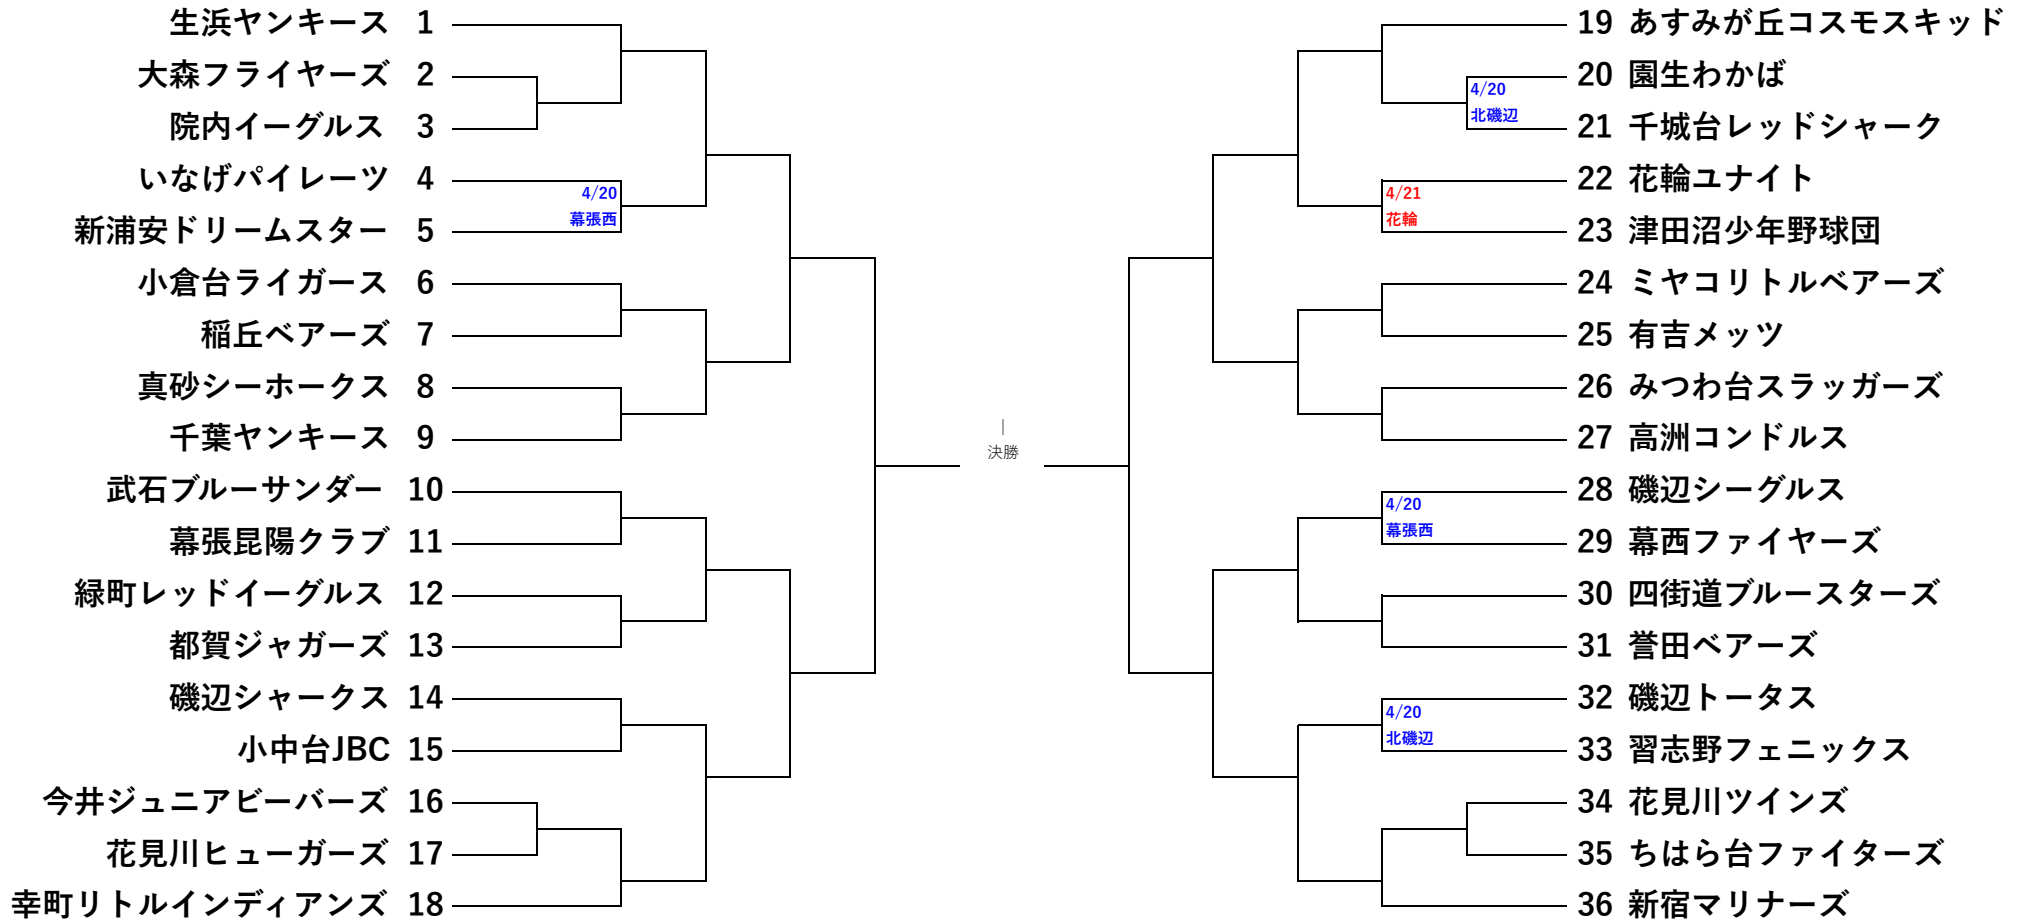 生浜ヤンキース 1
大森フライヤーズ 2
院内イーグルス 3
いなげパイレーツ 4
4/20
幕張西
新浦安ドリームスター 5
小倉台ライガース 6
稲丘ベアーズ 7
真砂シーホークス 8
千葉ヤンキース 9
武石ブルーサンダー 10
幕張昆陽クラブ 11
緑町レッドイーグルス 12
都賀ジャガーズ 13
磯辺シャークス 14
小中台JBC 15
今井ジュニアビーバーズ 16
花見川ヒューガーズ 17
幸町リトルインディアンズ 18
決勝
19 あすみが丘コスモスキッド
20 園生わかば
4/20
北磯辺
21 千城台レッドシャーク
22 花輪ユナイト
4/21
花輪
23 津田沼少年野球団
24 ミヤコリトルベアーズ
25 有吉メッツ
26 みつわ台スラッガーズ
27 高洲コンドルス
28 磯辺シーグルス
4/20
幕張西
29 幕西ファイヤーズ
30 四街道ブルースターズ
31 誉田ベアーズ
32 磯辺トータス
4/20
北磯辺
33 習志野フェニックス
34 花見川ツインズ
35 ちはら台ファイターズ
36 新宿マリナーズ